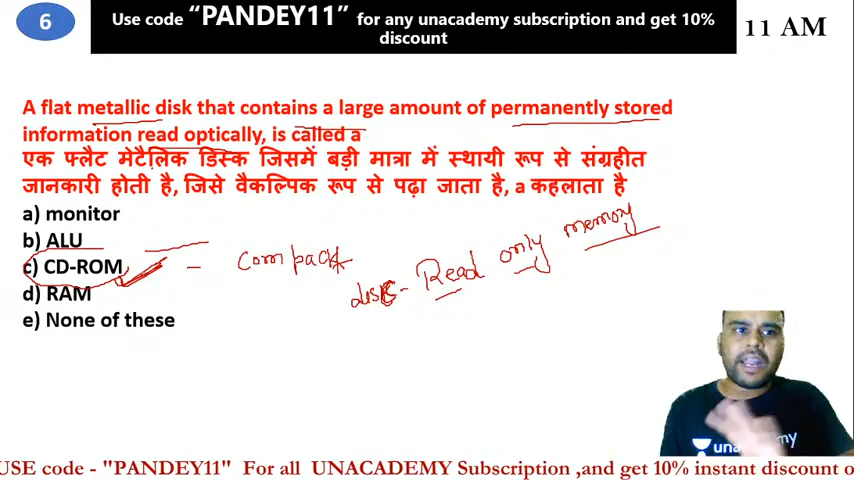 6
Use code "PANDEY11" for any unacademy subscription and get 10%
discount
11 AM
A flat metallic disk that contains a large amount of permanently stored
information read optically, is called a
एक फ्लैट मेटैलिक डिस्क जिसमें बड़ी मात्रा में स्थायी रूप से संग्रहीत
जानकारी होती है, जिसे वैकल्पिक रूप से पढ़ा जाता है, a कहलाता है
a) monitor
b) ALU
c) CD-ROM - compack
disc - Read only memory
d) RAM
e) None of these
USE code - "PANDEY11" For all UNACADEMY Subscription ,and get 10% instant discount o